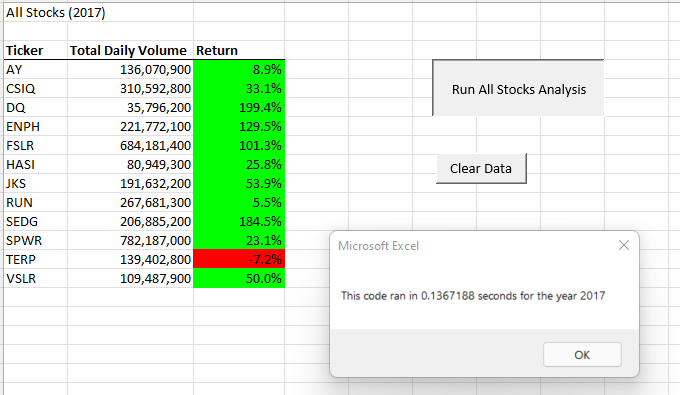 All Stocks (2017)
Ticker Total Daily Volume Return
AY 136,070,900 8.9%
CSIQ 310,592,800 33.1%
DQ 35,796,200 199.4%
ENPH 221,772,100 129.5%
FSLR 684,181,400 101.3%
HASI 80,949,300 25.8%
JKS 191,632,200 53.9%
RUN 267,681,300 5.5%
SEDG 206,885,200 184.5%
SPWR 782,187,000 23.1%
TERP 139,402,800 -7.2%
VSLR 109,487,900 50.0%
Run All Stocks Analysis
Clear Data
Microsoft Excel
This code ran in 0.1367188 seconds for the year 2017
OK